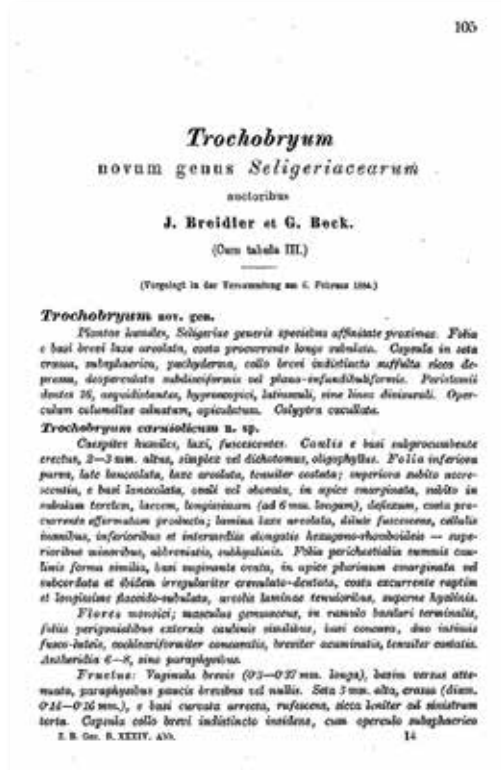 105
Trochobryum
novum genus Seligeriacearum
auctoribus
J. Breidler et G. Beck.
(Cum tabula III.)
(Vorgelegt in der Versammlung am 6. Februar 1884.)
Trochobryum nov. gen.
Plantae humiles, Seligeriae generis speciebus affinitate proximae. Folia
e basi brevi laxe areolata, costa procurrente longe subulata. Capsula in seta
crassa, subsphaerica, pachyderma, collo brevi indistincto suffulta sicca de-
pressa, deoperculata subdisciformis vel plano-infundibuliformis. Peristomii
dentes 16, aequidistantes, hygroscopici, latiusculi, sine linea divisurali. Oper-
culum columellae adnatum, apiculatum. Calyptra cucullata.
Trochobryum carniolicum n. sp.
Caespites humiles, laxi, fuscescentes. Caulis e basi subprocumbente
erectus, 2—3 mm. altus, simplex vel dichotomus, oligophyllus. Folia inferiora
parva, late lanceolata, laxe areolata, tenuiter costata; superiora subito accre-
scentia, e basi lanceolata, ovali vel obovata, in apice emarginata, subito in
subulam teretem, laevem, longissimam (ad 6 mm. longam), deflexam, costa pro-
currente efformatam producta; lamina laxe areolata, dilute fuscescens, cellulis
inanibus, inferioribus et intermediis elongatis hexagono-rhomboideis — supe-
rioribus minoribus, abbreviatis, subhyalinis. Folia perichaetialia summis cau-
linis forma similia, basi vaginante ovata, in apice plurimum emarginata vel
subcordata et ibidem irregulariter crenulato-dentata, costa excurrente raptim
et longissime flaccido-subulata, areolis laminae tenuioribus, superne hyalinis.
Flores monoici; masculus gemmaceus, in ramulo basilari terminalis,
foliis perigonialibus externis caulinis similibus, basi concava, duo intimis
fusco-luteis, cochleariformiter concavatis, breviter acuminatis, tenuiter costatis.
Antheridia 6—8, sine paraphysibus.
Fructus: Vaginula brevis (0·3—0·37 mm. longa), basim versus atte-
nuata, paraphysibus paucis brevibus vel nullis. Seta 3 mm. alta, crassa (diam.
0·14—0·16 mm.), e basi curvata arrecta, rufescens, sicca leniter ad sinistram
torta. Capsula collo brevi indistincto insidens, cum operculo subsphaerico
Z. B. Ges. B. XXXIV. Abh. 14